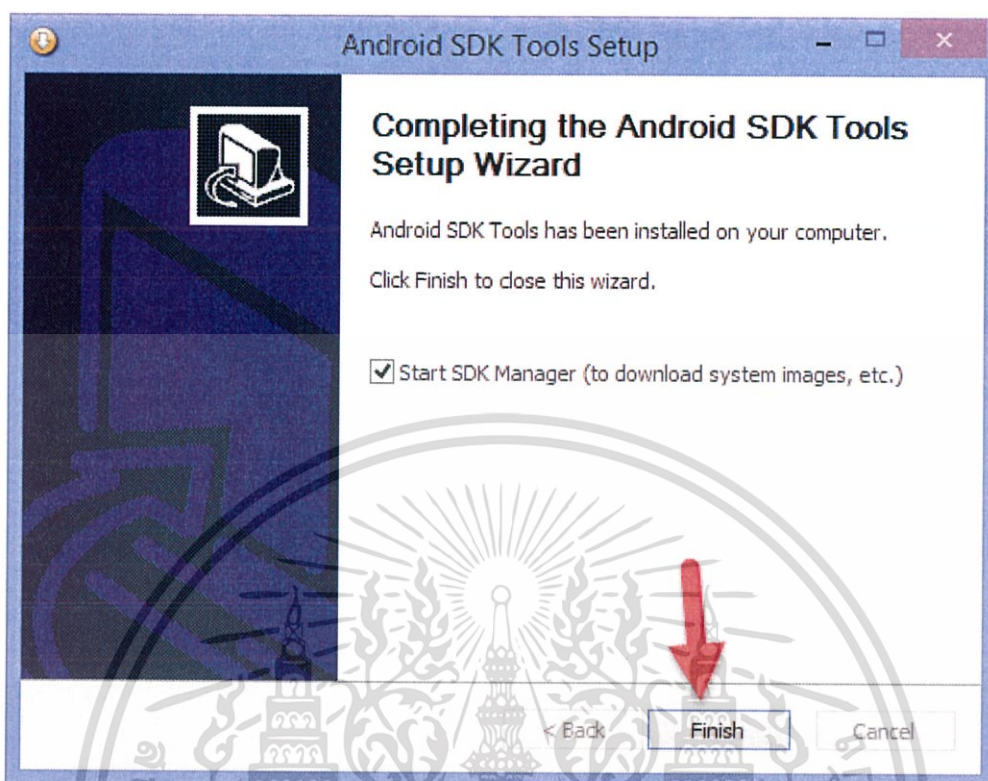 Android SDK Tools Setup
Completing the Android SDK Tools
Setup Wizard
Android SDK Tools has been installed on your computer.
Click Finish to close this wizard.
Start SDK Manager (to download system images, etc.)
< Back
Finish
Cancel